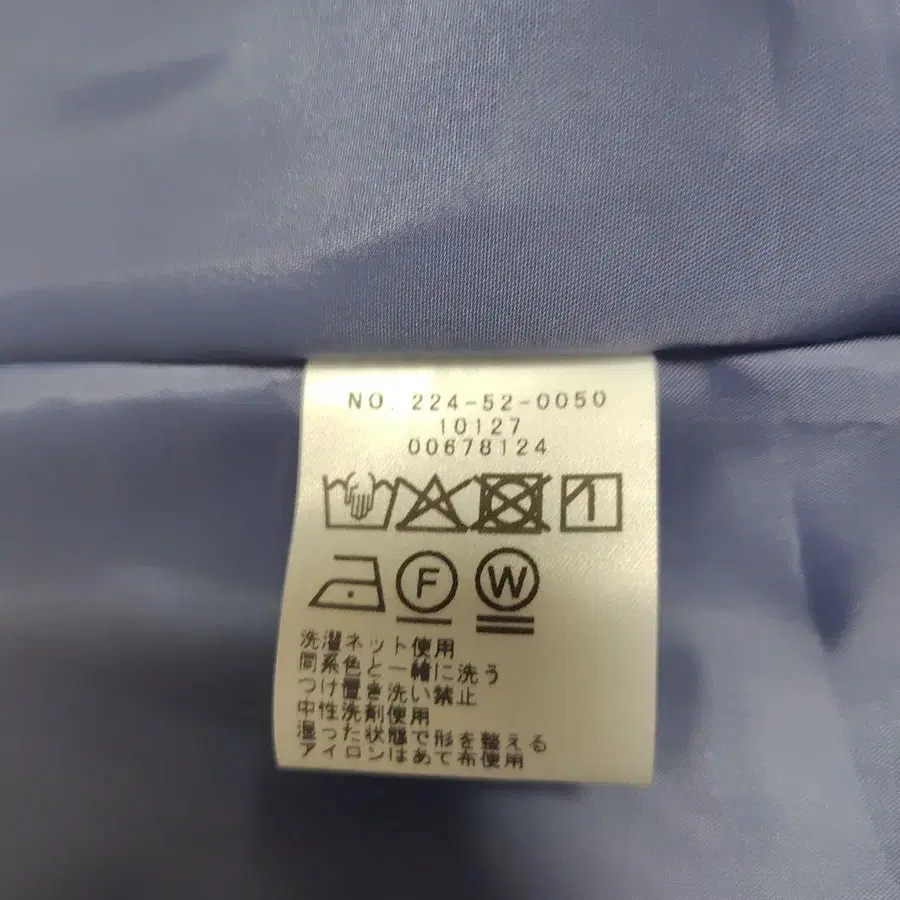 NO. 224-52-0050
10127
00678124
F W
洗濯ネット使用
同系色と一緒に洗う
つけ置き洗い禁止
中性洗剤使用
湿った状態で形を整える
アイロンはあて布使用